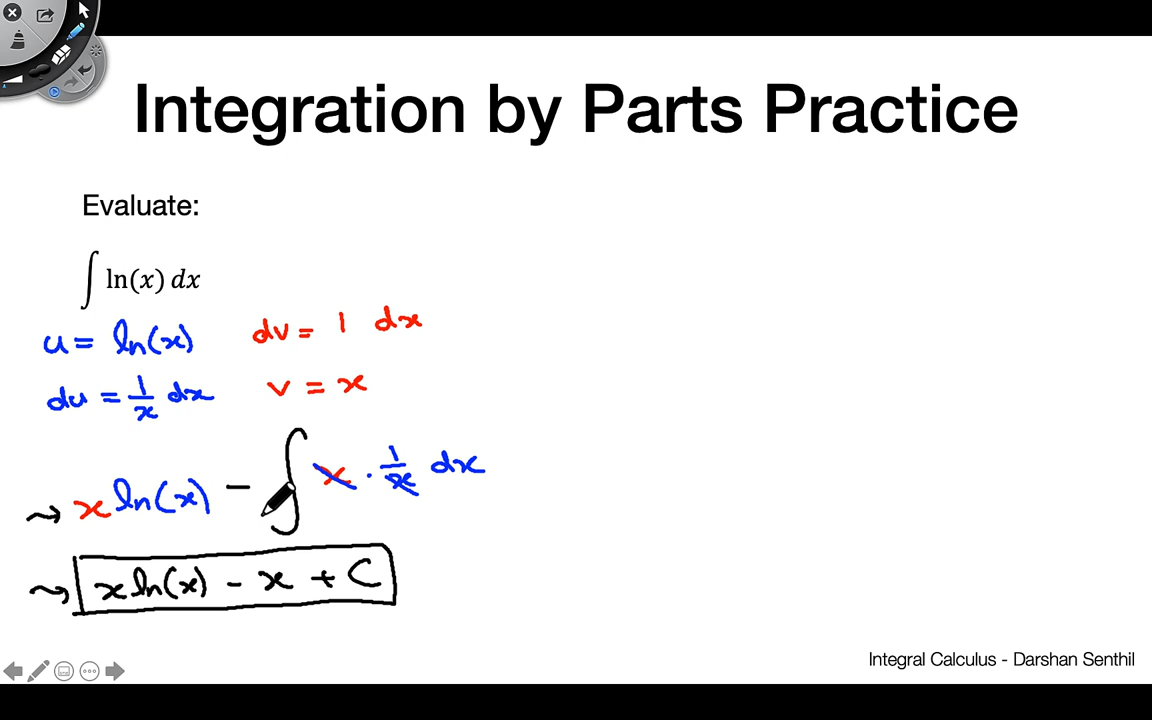 Integration by Parts Practice
Evaluate:
∫ ln(x) dx
u = ln(x) dv = 1 dx
du = 1/x dx v = x
⇝ x ln(x) − ∫ x · 1/x dx
⇝ x ln(x) − x + C
Integral Calculus - Darshan Senthil